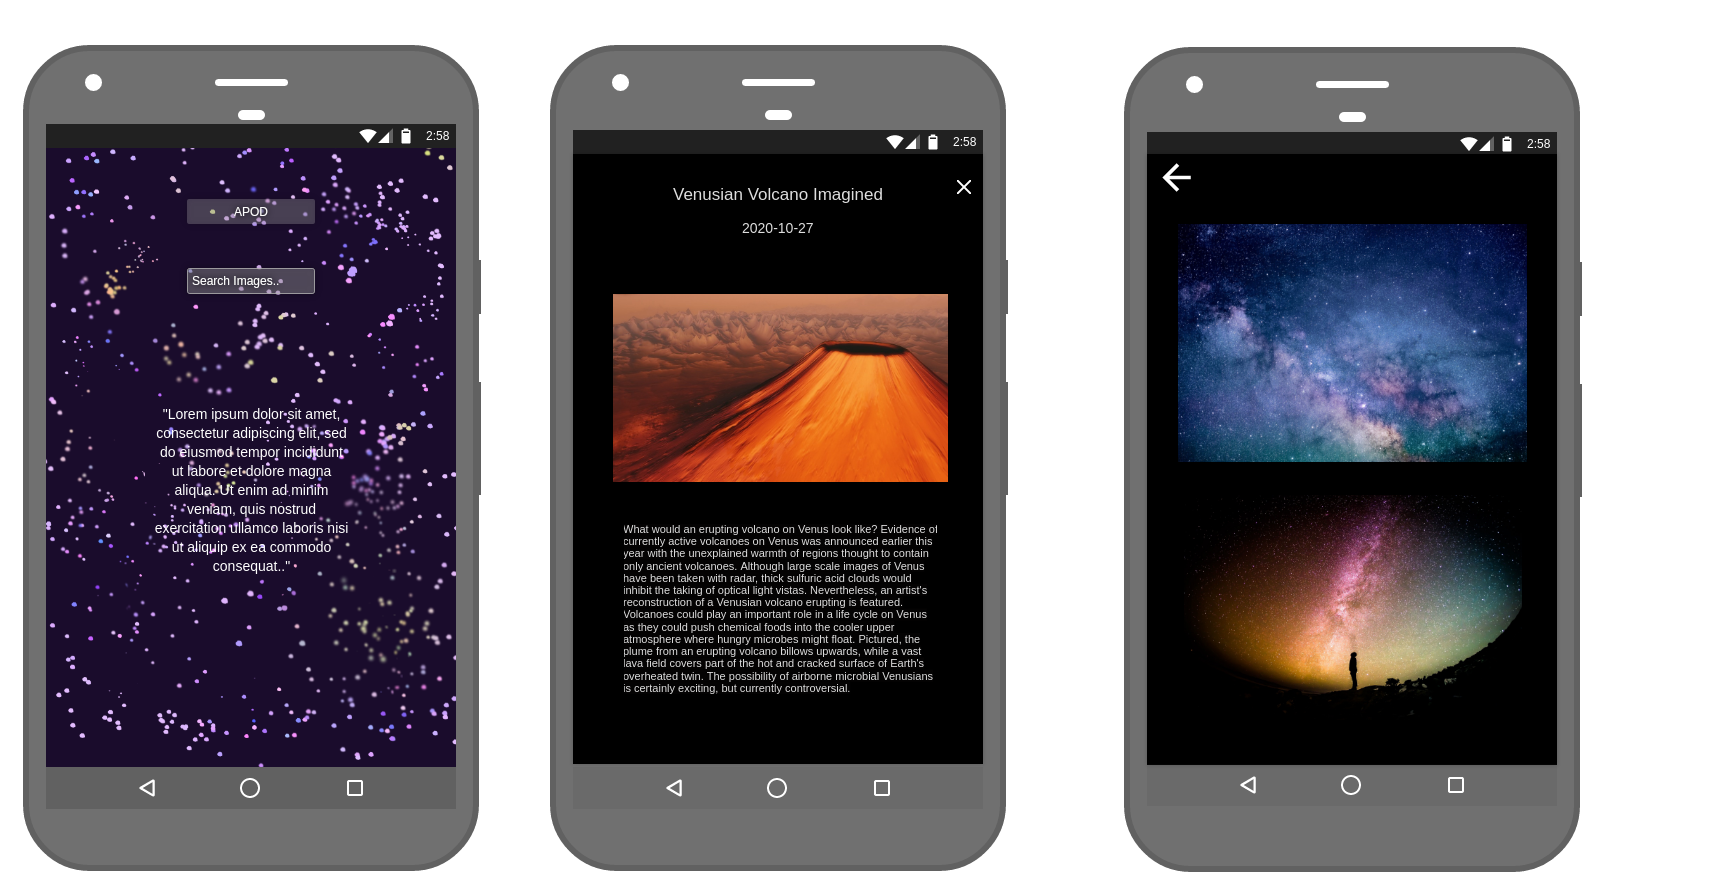 2:58
APOD
Search Images..
"Lorem ipsum dolor sit amet,
consectetur adipiscing elit, sed
do eiusmod tempor incididunt
ut labore et dolore magna
aliqua. Ut enim ad minim
veniam, quis nostrud
exercitation ullamco laboris nisi
ut aliquip ex ea commodo
consequat.."
2:58
Venusian Volcano Imagined
2020-10-27
What would an erupting volcano on Venus look like? Evidence of
currently active volcanoes on Venus was announced earlier this
year with the unexplained warmth of regions thought to contain
only ancient volcanoes. Although large scale images of Venus
have been taken with radar, thick sulfuric acid clouds would
inhibit the taking of optical light vistas. Nevertheless, an artist's
reconstruction of a Venusian volcano erupting is featured.
Volcanoes could play an important role in a life cycle on Venus
as they could push chemical foods into the cooler upper
atmosphere where hungry microbes might float. Pictured, the
plume from an erupting volcano billows upwards, while a vast
lava field covers part of the hot and cracked surface of Earth's
overheated twin. The possibility of airborne microbial Venusians
is certainly exciting, but currently controversial.
2:58